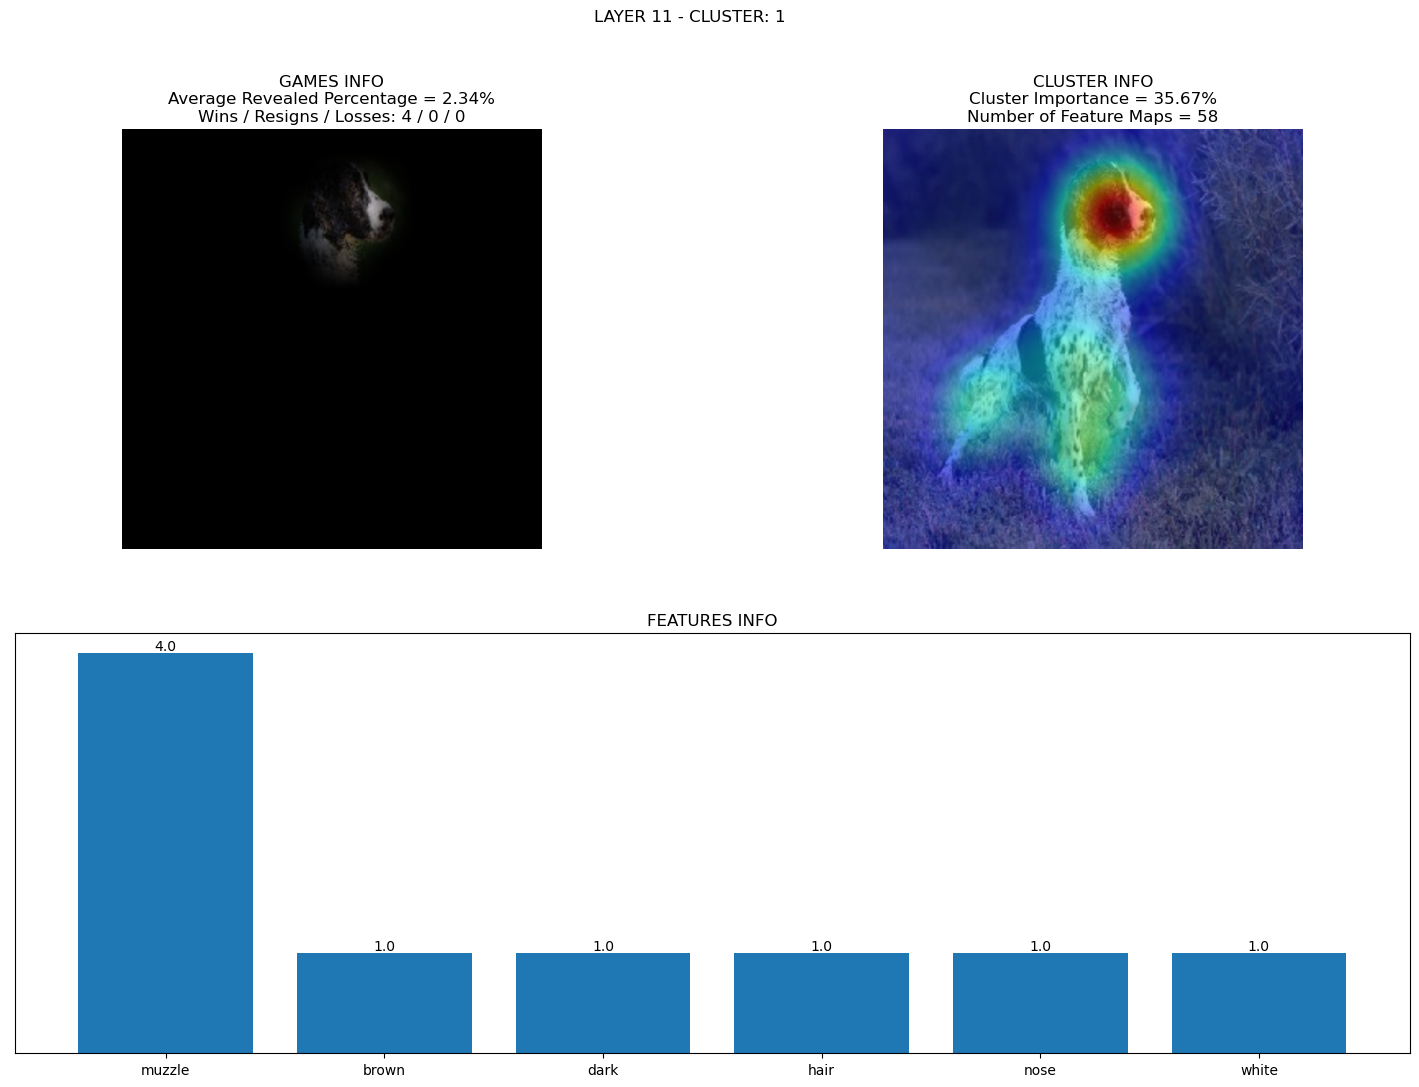 LAYER 11 - CLUSTER: 1
GAMES INFO
Average Revealed Percentage = 2.34%
Wins / Resigns / Losses: 4 / 0 / 0
CLUSTER INFO
Cluster Importance = 35.67%
Number of Feature Maps = 58
FEATURES INFO
4.0
1.0
1.0
1.0
1.0
1.0
muzzle
brown
dark
hair
nose
white